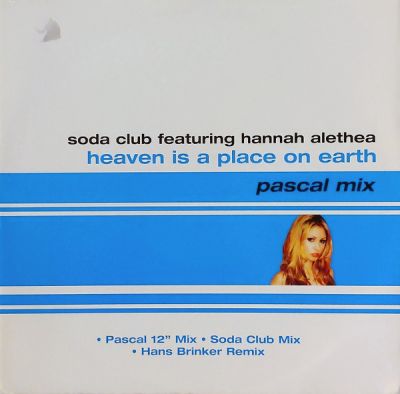 soda club featuring hannah alethea
heaven is a place on earth
pascal mix
• Pascal 12” Mix • Soda Club Mix
• Hans Brinker Remix